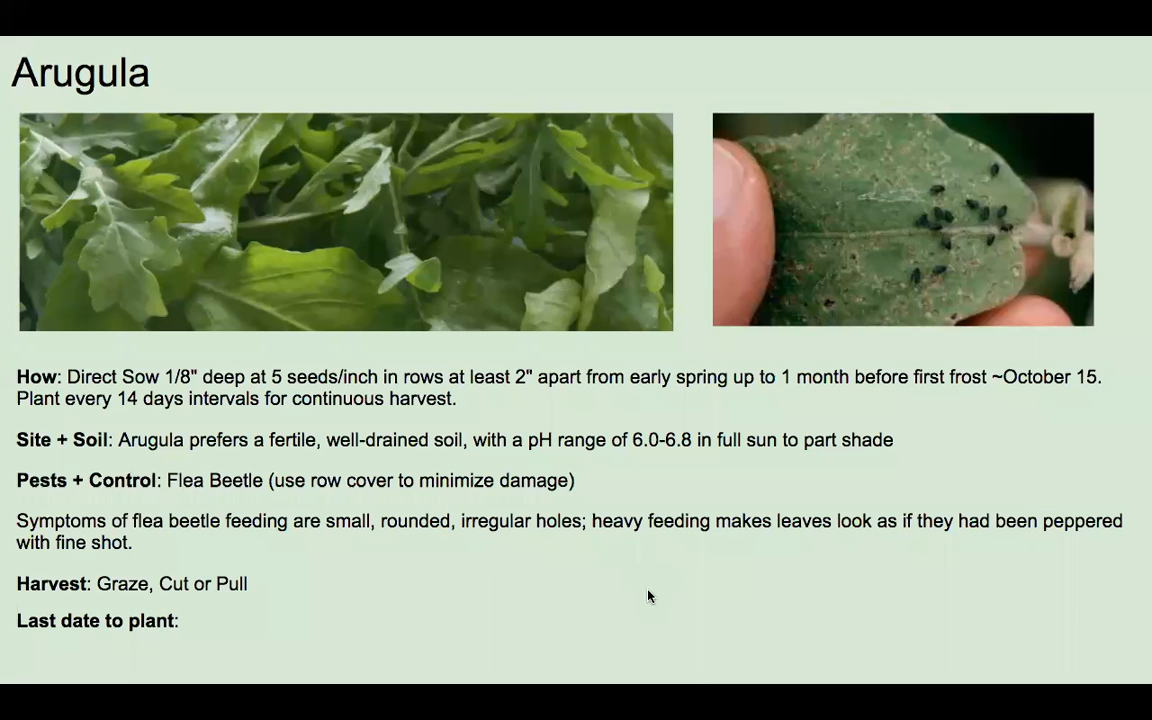 Arugula
How: Direct Sow 1/8" deep at 5 seeds/inch in rows at least 2" apart from early spring up to 1 month before first frost ~October 15.
Plant every 14 days intervals for continuous harvest.
Site + Soil: Arugula prefers a fertile, well-drained soil, with a pH range of 6.0-6.8 in full sun to part shade
Pests + Control: Flea Beetle (use row cover to minimize damage)
Symptoms of flea beetle feeding are small, rounded, irregular holes; heavy feeding makes leaves look as if they had been peppered
with fine shot.
Harvest: Graze, Cut or Pull
Last date to plant: